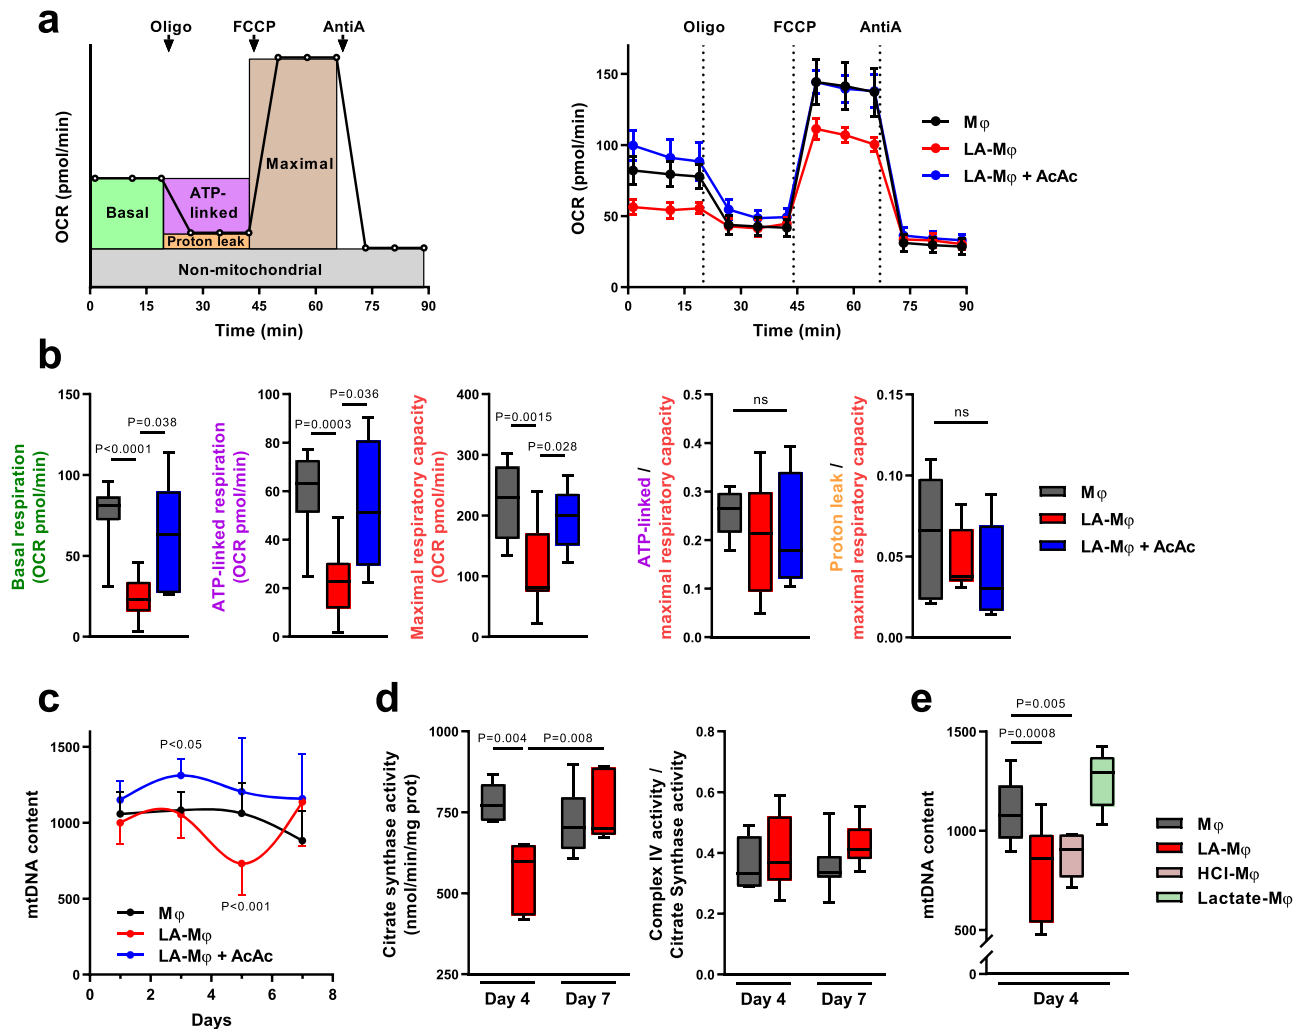 a
Oligo FCCP AntiA
OCR (pmol/min)
Basal
ATP-
linked
Proton leak
Maximal
Non-mitochondrial
0 15 30 45 60 75 90
Time (min)
Oligo FCCP AntiA
OCR (pmol/min)
150
100
50
0
0 15 30 45 60 75 90
Time (min)
Mφ
LA-Mφ
LA-Mφ + AcAc
b
Basal respiration
(OCR pmol/min)
150
100
50
0
P=0.038
P<0.0001
ATP-linked respiration
(OCR pmol/min)
100
80
60
40
20
0
P=0.036
P=0.0003
Maximal respiratory capacity
(OCR pmol/min)
400
300
200
100
0
P=0.0015
P=0.028
ATP-linked /
maximal respiratory capacity
0.5
0.4
0.3
0.2
0.1
0.0
ns
Proton leak /
maximal respiratory capacity
0.15
0.10
0.05
0.00
ns
Mφ
LA-Mφ
LA-Mφ + AcAc
c
mtDNA content
1500
1000
500
0
P<0.05
P<0.001
Mφ
LA-Mφ
LA-Mφ + AcAc
0 2 4 6 8
Days
d
Citrate synthase activity
(nmol/min/mg prot)
1000
750
500
250
P=0.004
P=0.008
Day 4 Day 7
Complex IV activity /
Citrate Synthase activity
0.8
0.6
0.4
0.2
0.0
Day 4 Day 7
e
mtDNA content
1500
1000
500
0
P=0.005
P=0.0008
Day 4
Mφ
LA-Mφ
HCl-Mφ
Lactate-Mφ